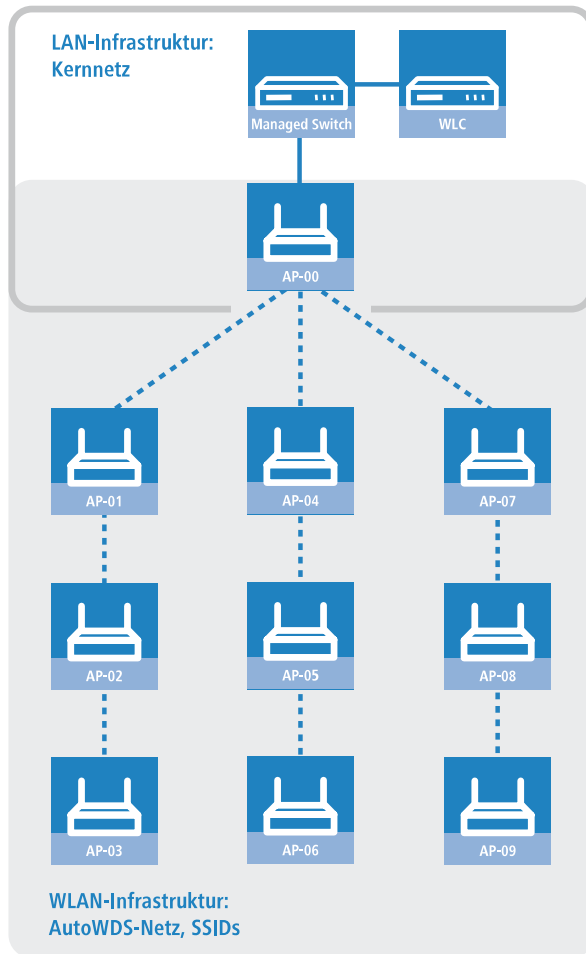 LAN-Infrastruktur:
Kernnetz
Managed Switch
WLC
AP-00
AP-01
AP-04
AP-07
AP-02
AP-05
AP-08
AP-03
AP-06
AP-09
WLAN-Infrastruktur:
AutoWDS-Netz, SSIDs